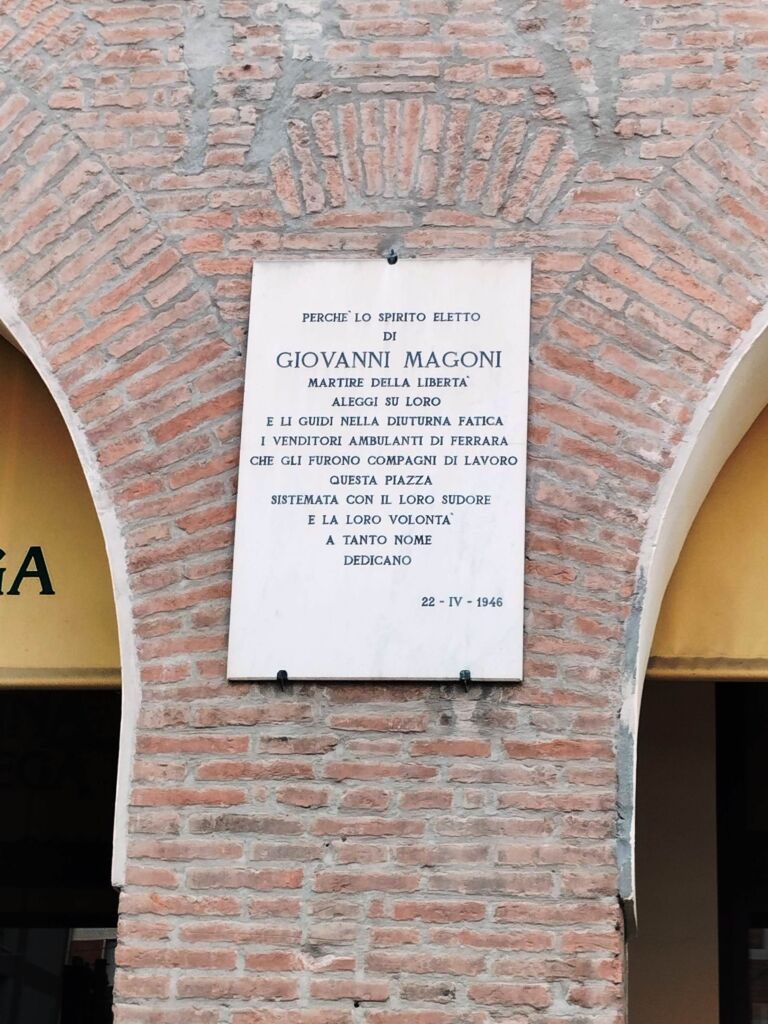 PERCHE` LO SPIRITO ELETTO
DI
GIOVANNI MAGONI
MARTIRE DELLA LIBERTA`
ALEGGI SU LORO
E LI GUIDI NELLA DIUTURNA FATICA
I VENDITORI AMBULANTI DI FERRARA
CHE GLI FURONO COMPAGNI DI LAVORO
QUESTA PIAZZA
SISTEMATA CON IL LORO SUDORE
E LA LORO VOLONTA`
A TANTO NOME
DEDICANO
22 - IV - 1946
GA